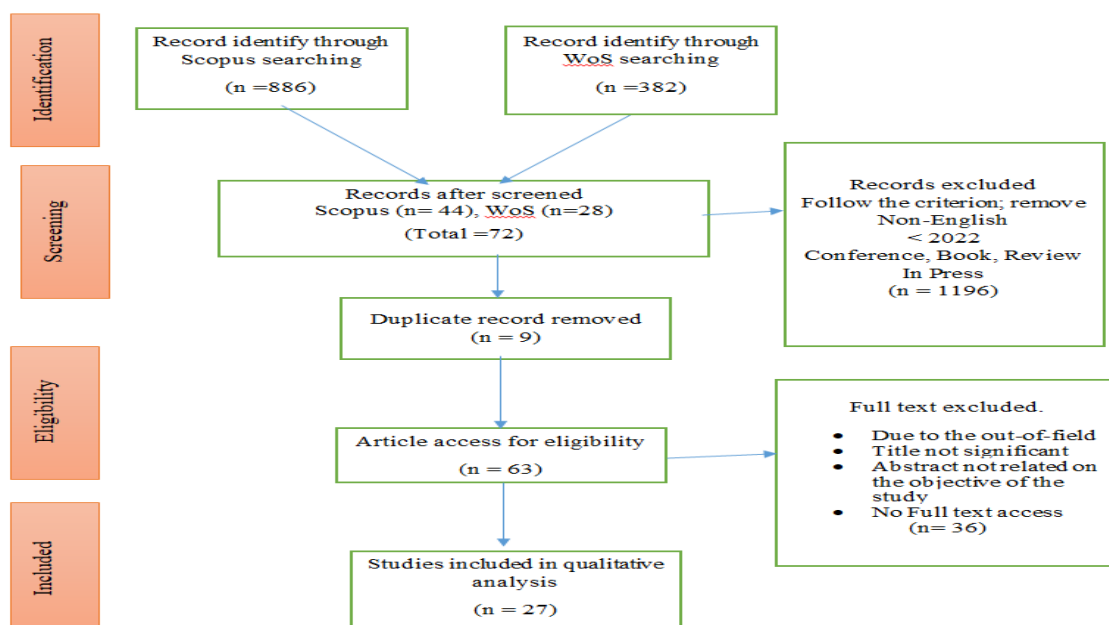 Identification
Record identify through
Scopus searching
(n =886)
Record identify through
WoS searching
(n =382)
Screening
Records after screened
Scopus (n= 44), WoS (n=28)
(Total =72)
Records excluded
Follow the criterion; remove
Non-English
< 2022
Conference, Book, Review
In Press
(n = 1196)
Duplicate record removed
(n = 9)
Eligibility
Article access for eligibility
(n = 63)
Full text excluded.
• Due to the out-of-field
• Title not significant
• Abstract not related on
the objective of the
study
• No Full text access
(n= 36)
Included
Studies included in qualitative
analysis
(n = 27)